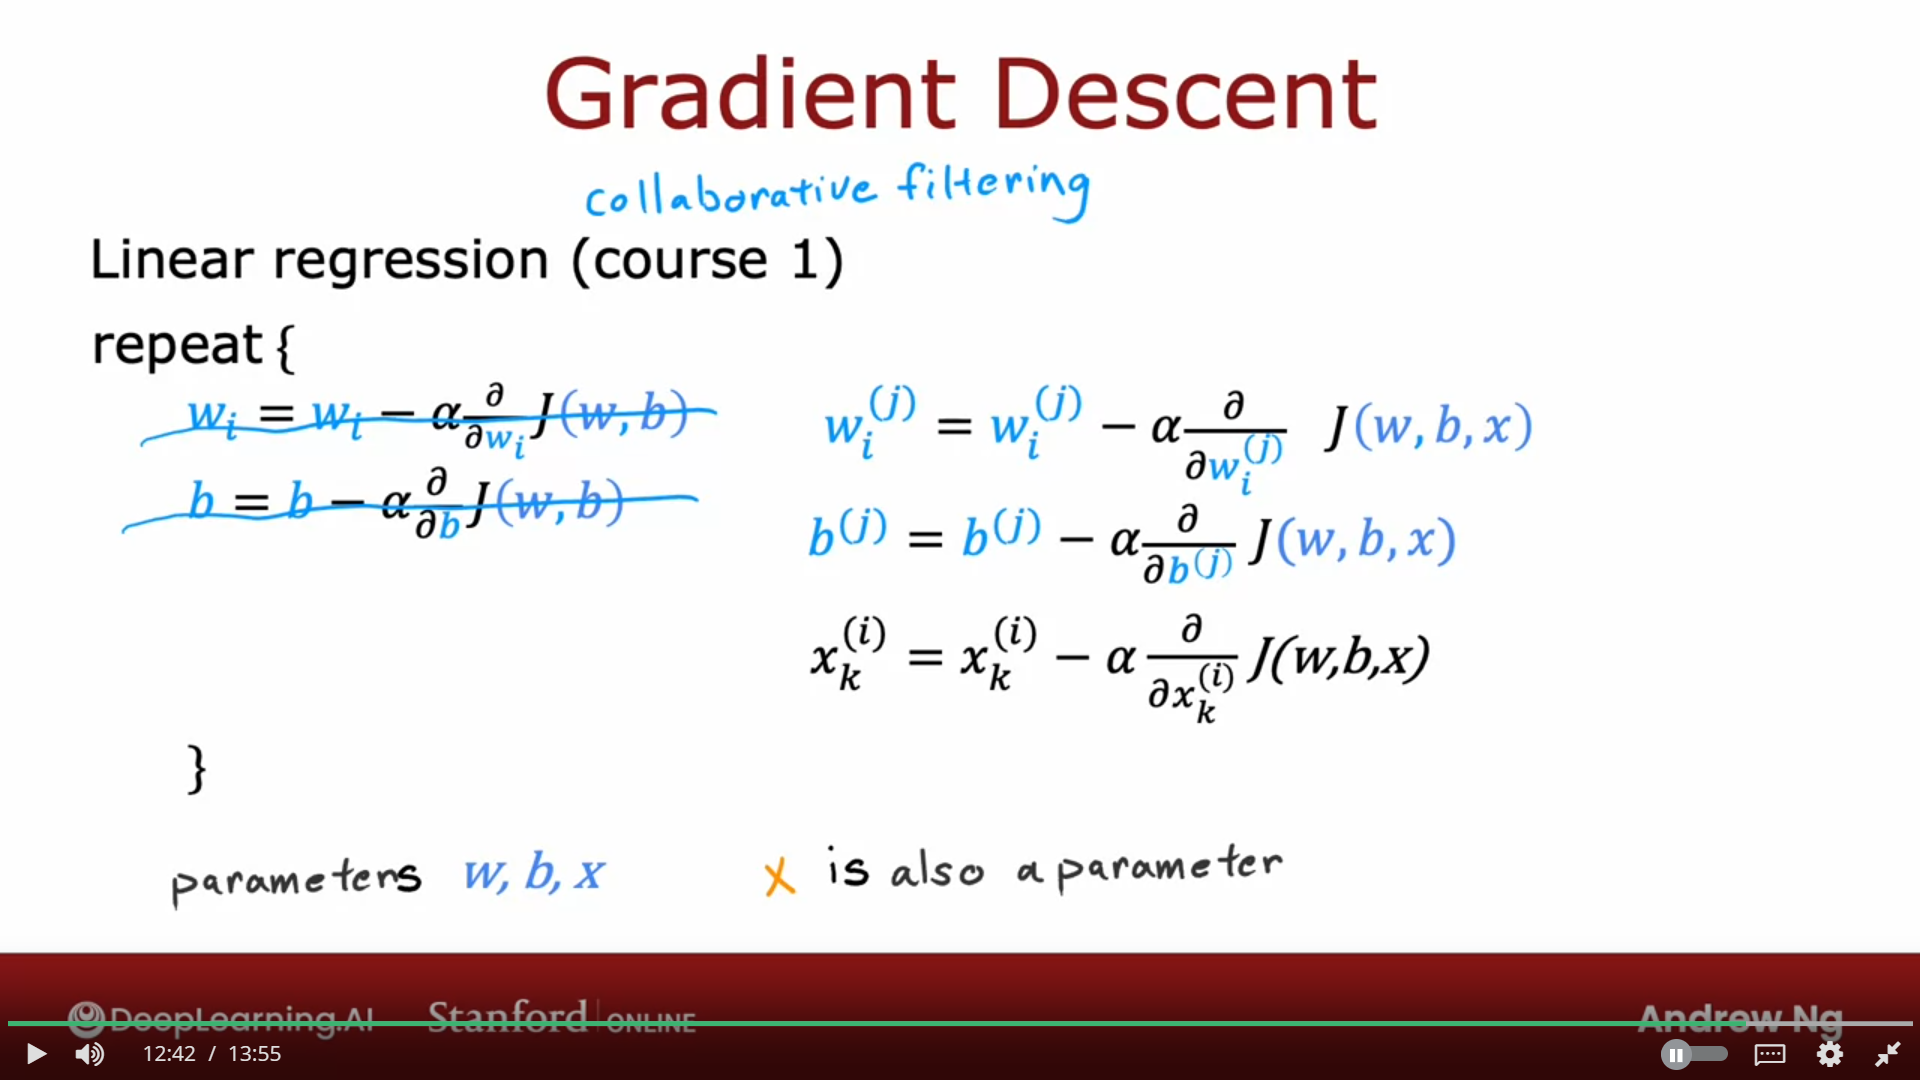 Gradient Descent
collaborative filtering
Linear regression (course 1)
repeat {
w_i = w_i − α ∂/∂w_i J(w, b)
b = b − α ∂/∂b J(w, b)
w_i^(j) = w_i^(j) − α ∂/∂w_i^(j) J(w, b, x)
b^(j) = b^(j) − α ∂/∂b^(j) J(w, b, x)
x_k^(i) = x_k^(i) − α ∂/∂x_k^(i) J(w,b,x)
}
parameters w, b, x
x is also a parameter
DeepLearning.AI Stanford ONLINE
Andrew Ng
12:42 / 13:55